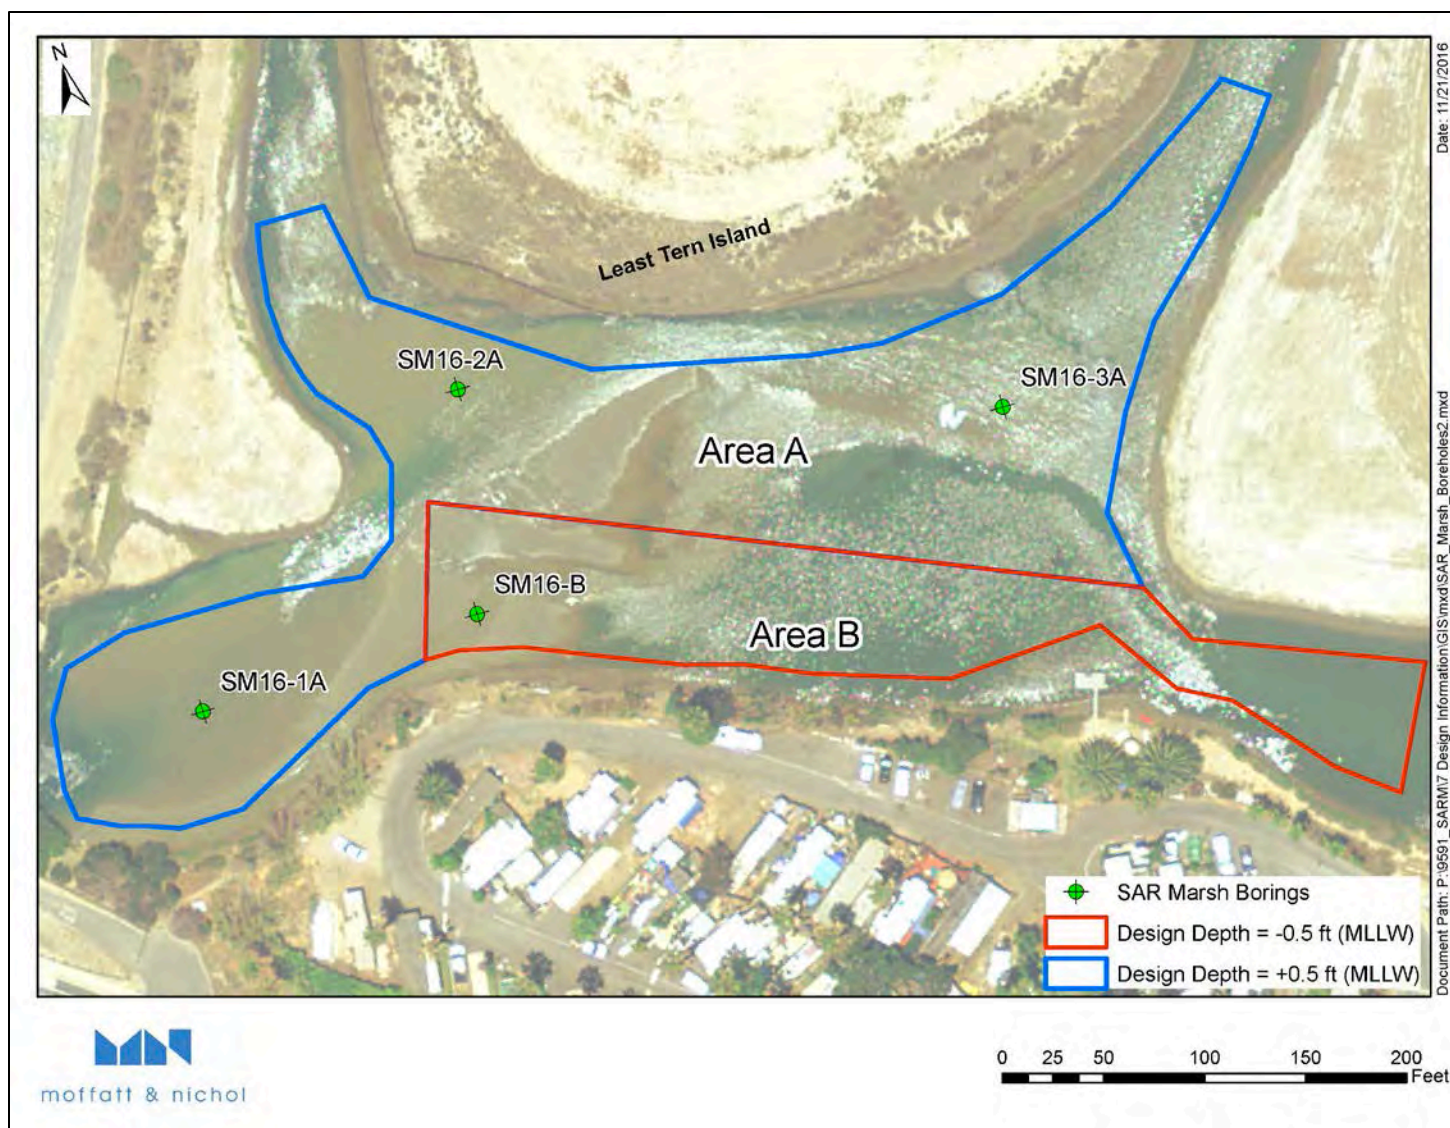 N
Least Tern Island
SM16-2A
SM16-3A
Area A
SM16-B
Area B
SM16-1A
SAR Marsh Borings
Design Depth = -0.5 ft (MLLW)
Design Depth = +0.5 ft (MLLW)
moffatt & nichol
0 25 50 100 150 200
Feet
Document Path: P:\9591_SARM\7 Design Information\GIS\mxd\SAR_Marsh_Boreholes2.mxd
Date: 11/21/2016